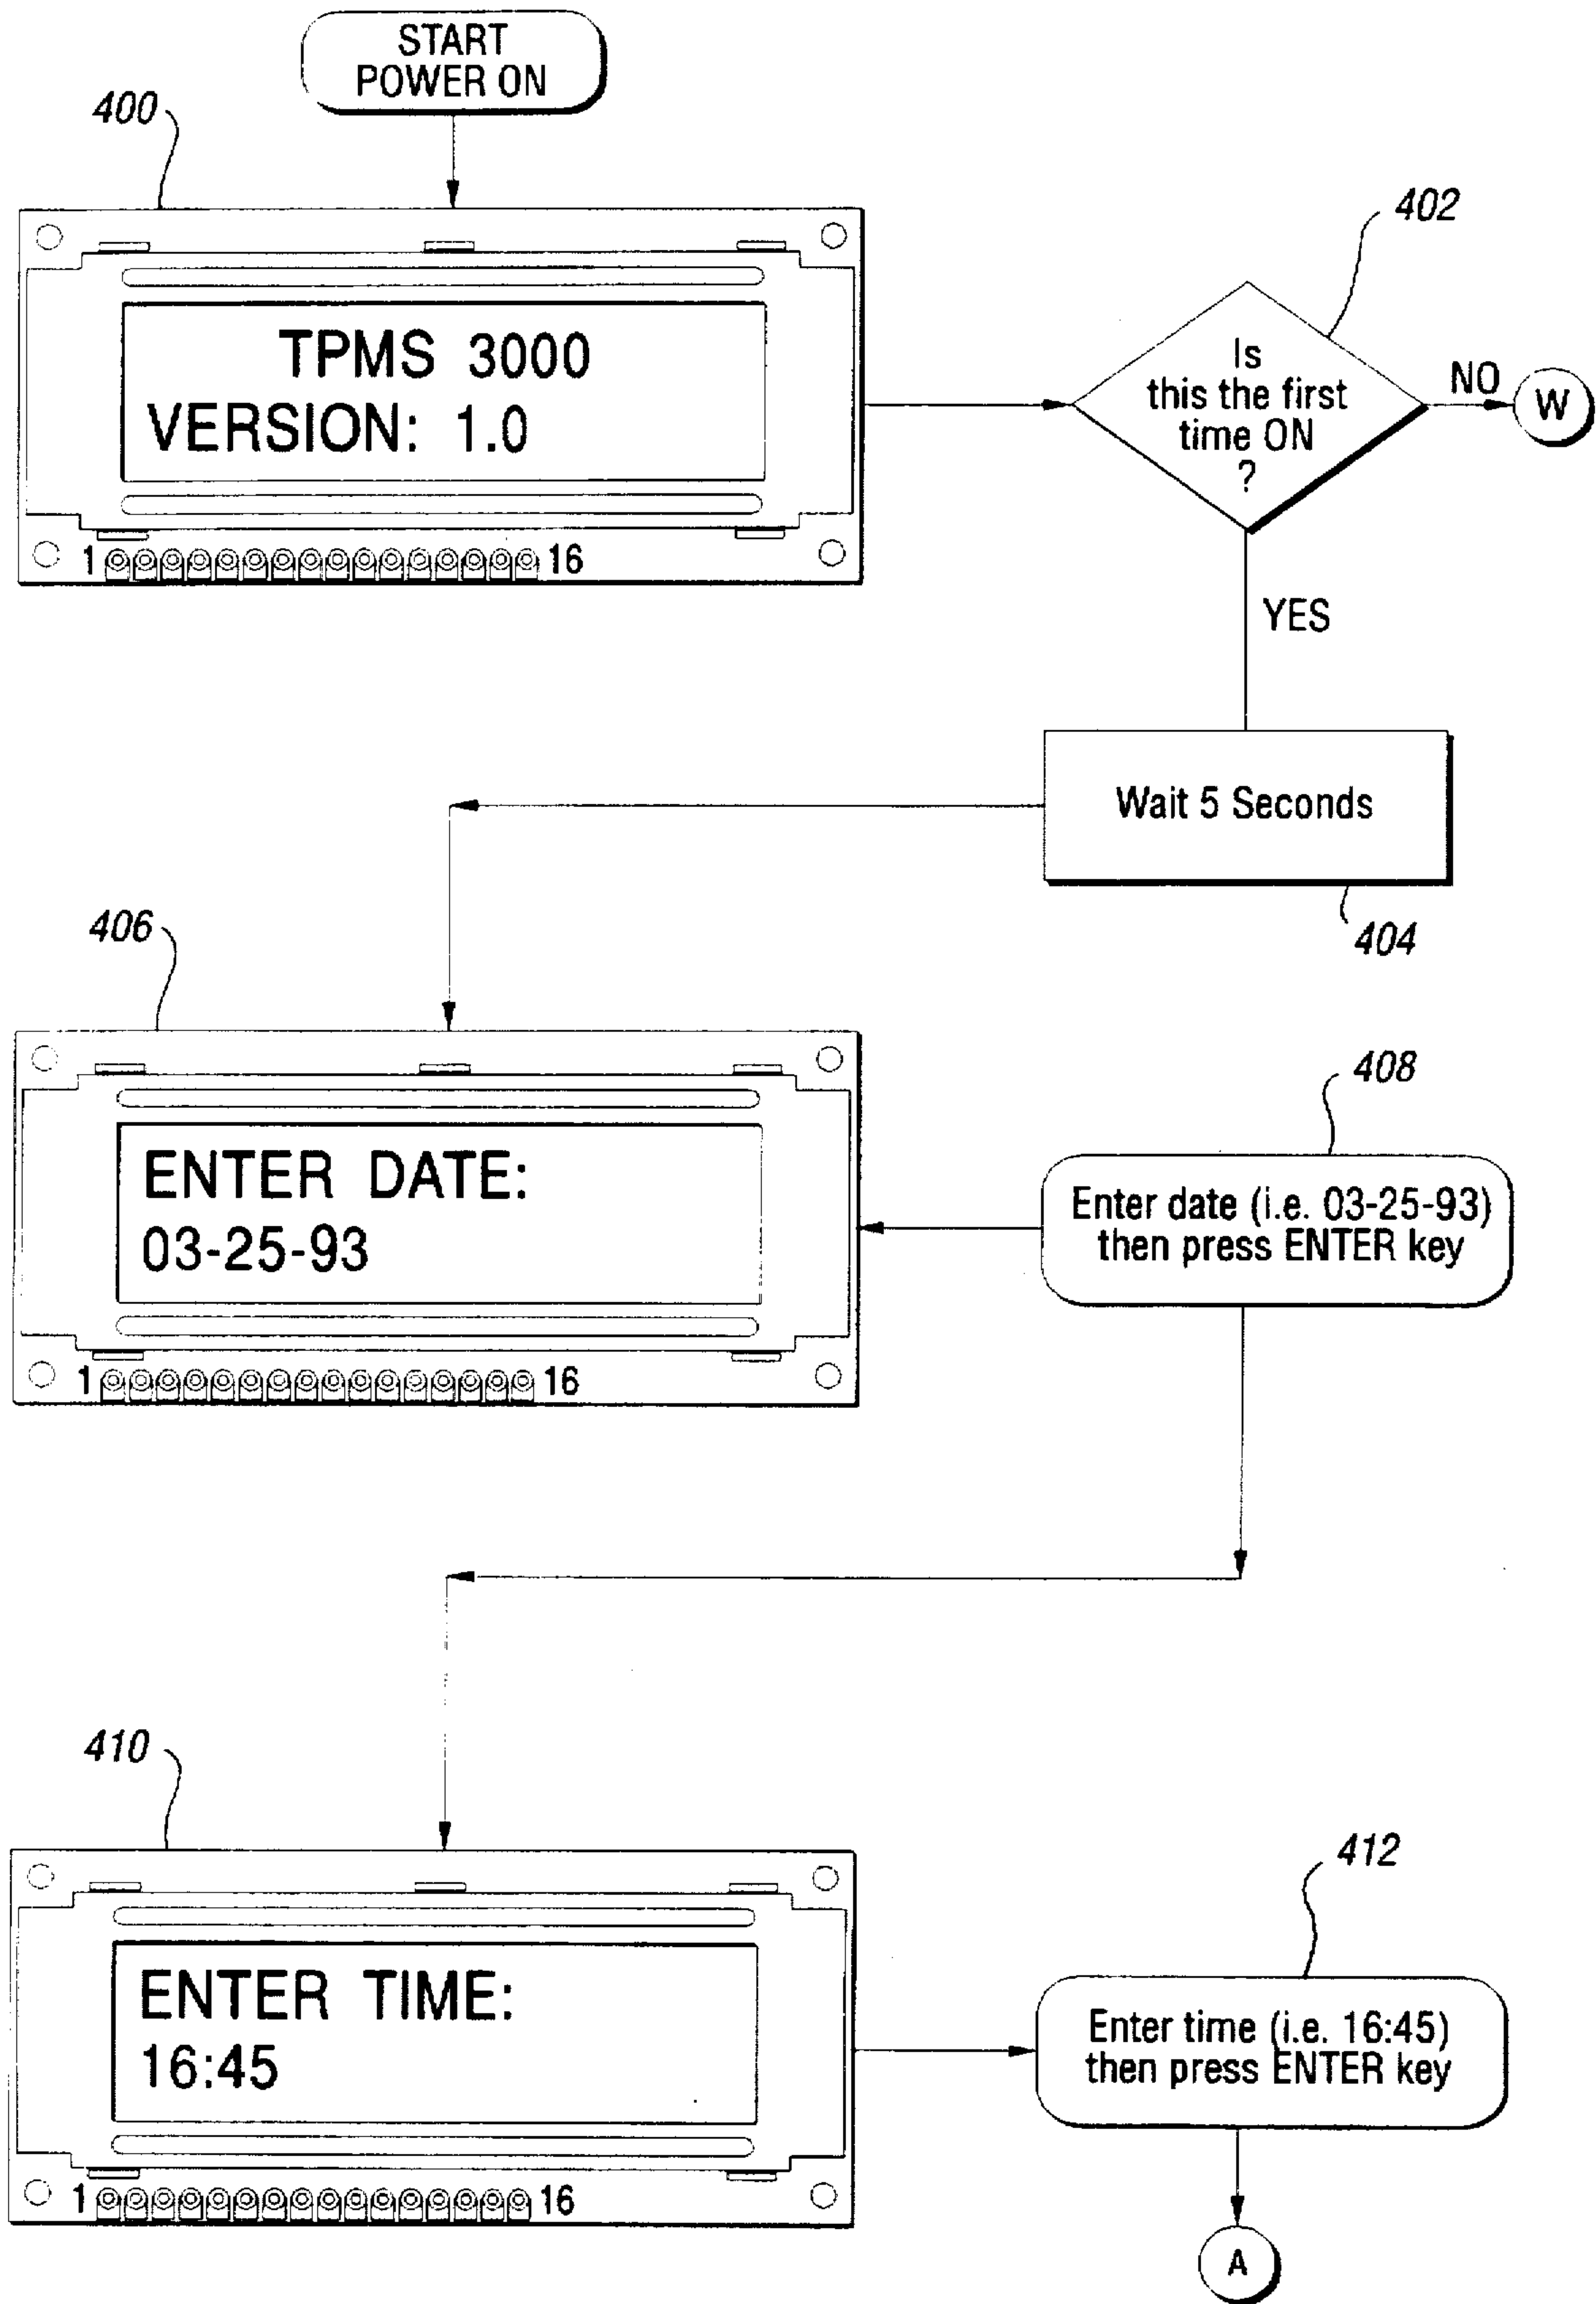 START
POWER ON
400
TPMS 3000
VERSION: 1.0
1 16
402
Is
this the first
time ON
?
NO
W
YES
Wait 5 Seconds
404
406
ENTER DATE:
03-25-93
1 16
408
Enter date (i.e. 03-25-93)
then press ENTER key
410
ENTER TIME:
16:45
1 16
412
Enter time (i.e. 16:45)
then press ENTER key
A